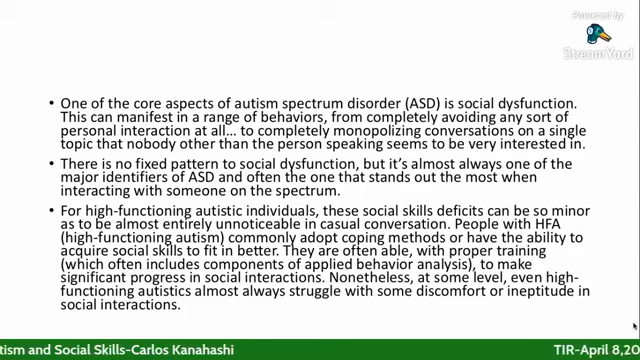 Powered by
StreamYard
• One of the core aspects of autism spectrum disorder (ASD) is social dysfunction.
This can manifest in a range of behaviors, from completely avoiding any sort of
personal interaction at all… to completely monopolizing conversations on a single
topic that nobody other than the person speaking seems to be very interested in.
• There is no fixed pattern to social dysfunction, but it's almost always one of the
major identifiers of ASD and often the one that stands out the most when
interacting with someone on the spectrum.
• For high-functioning autistic individuals, these social skills deficits can be so minor
as to be almost entirely unnoticeable in casual conversation. People with HFA
(high-functioning autism) commonly adopt coping methods or have the ability to
acquire social skills to fit in better. They are often able, with proper training
(which often includes components of applied behavior analysis), to make
significant progress in social interactions. Nonetheless, at some level, even high-
functioning autistics almost always struggle with some discomfort or ineptitude in
social interactions.
tism and Social Skills-Carlos Kanahashi TIR-April 8,20